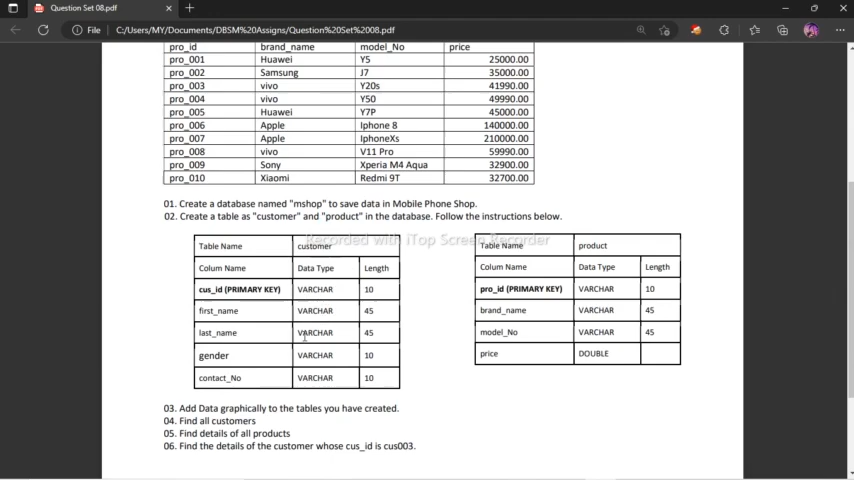 Question Set 08.pdf
File
C:/Users/MY/Documents/DBSM%20Assigns/Question%20Set%2008.pdf
pro_id brand_name model_No price
pro_001 Huawei Y5 25000.00
pro_002 Samsung J7 35000.00
pro_003 vivo Y20s 41990.00
pro_004 vivo Y50 49990.00
pro_005 Huawei Y7P 45000.00
pro_006 Apple Iphone 8 140000.00
pro_007 Apple IphoneXs 210000.00
pro_008 vivo V11 Pro 59990.00
pro_009 Sony Xperia M4 Aqua 32900.00
pro_010 Xiaomi Redmi 9T 32700.00
01. Create a database named "mshop" to save data in Mobile Phone Shop.
02. Create a table as "customer" and "product" in the database. Follow the instructions below.
Recorded with iTop Screen Recorder
Table Name customer
Colum Name Data Type Length
cus_id (PRIMARY KEY) VARCHAR 10
first_name VARCHAR 45
last_name VARCHAR 45
gender VARCHAR 10
contact_No VARCHAR 10
Table Name product
Colum Name Data Type Length
pro_id (PRIMARY KEY) VARCHAR 10
brand_name VARCHAR 45
model_No VARCHAR 45
price DOUBLE
03. Add Data graphically to the tables you have created.
04. Find all customers
05. Find details of all products
06. Find the details of the customer whose cus_id is cus003.